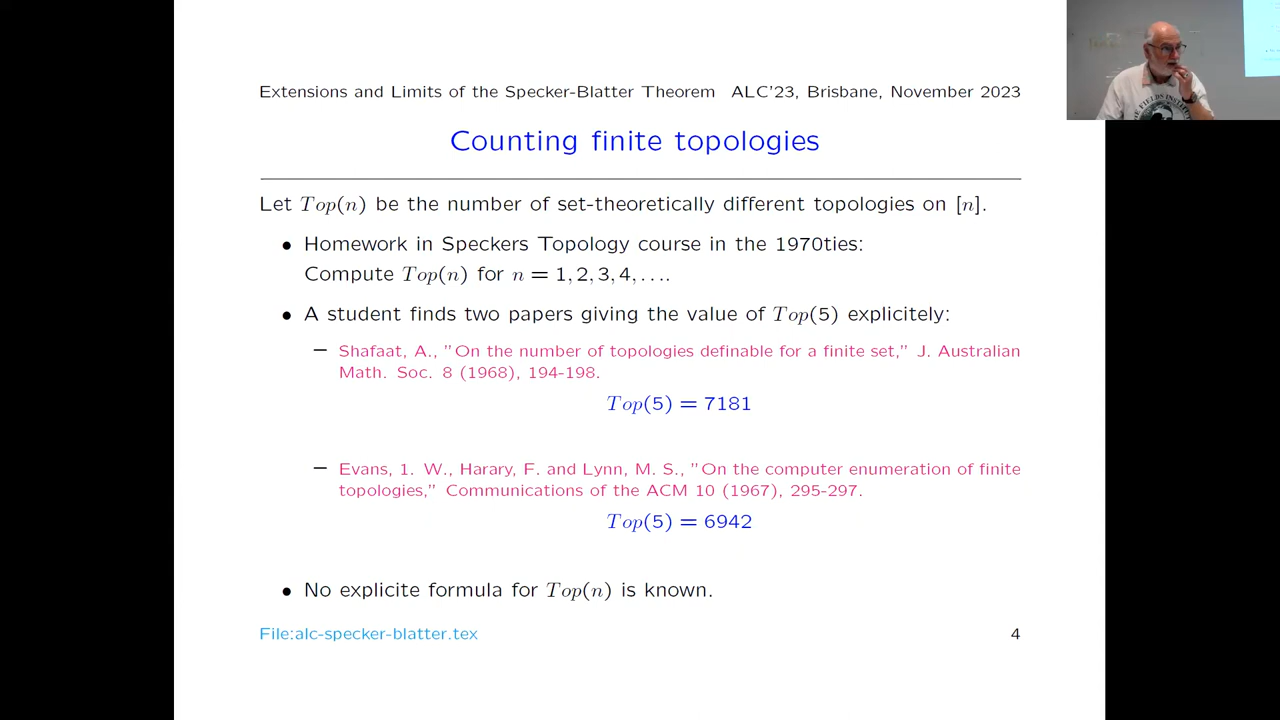 Extensions and Limits of the Specker-Blatter Theorem ALC'23, Brisbane, November 2023
Counting finite topologies
Let Top(n) be the number of set-theoretically different topologies on [n].
• Homework in Speckers Topology course in the 1970ties:
Compute Top(n) for n = 1, 2, 3, 4, ....
• A student finds two papers giving the value of Top(5) explicitely:
– Shafaat, A., "On the number of topologies definable for a finite set," J. Australian
Math. Soc. 8 (1968), 194-198.
Top(5) = 7181
– Evans, 1. W., Harary, F. and Lynn, M. S., "On the computer enumeration of finite
topologies," Communications of the ACM 10 (1967), 295-297.
Top(5) = 6942
• No explicite formula for Top(n) is known.
File:alc-specker-blatter.tex 4